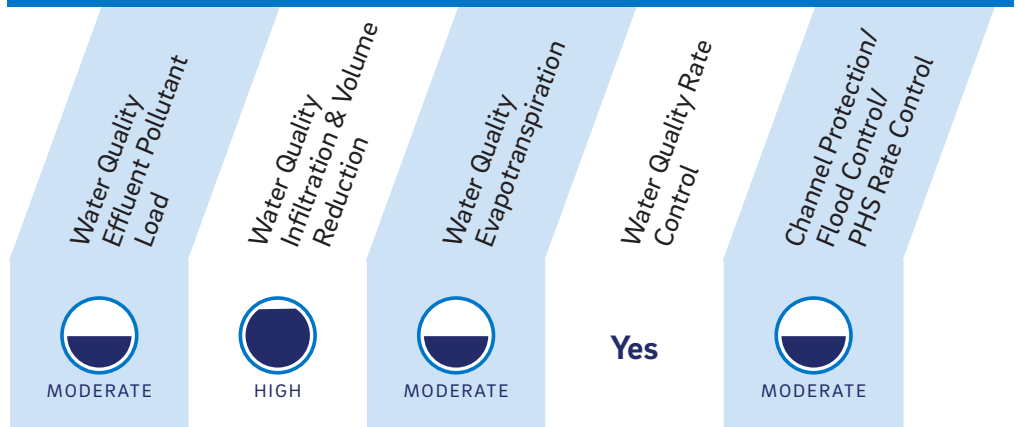 Water Quality
Effluent Pollutant
Load
Water Quality
Infiltration & Volume
Reduction
Water Quality
Evapotranspiration
Water Quality Rate
Control
Channel Protection/
Flood Control/
PHS Rate Control
MODERATE
HIGH
MODERATE
Yes
MODERATE